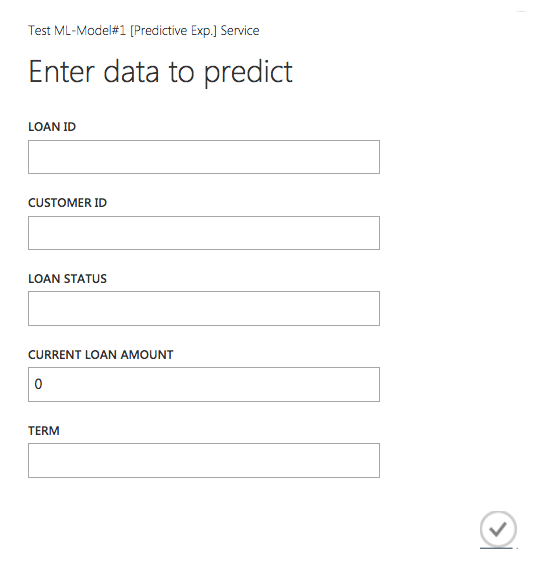 Test ML-Model#1 [Predictive Exp.] Service
Enter data to predict
LOAN ID
CUSTOMER ID
LOAN STATUS
CURRENT LOAN AMOUNT
0
TERM